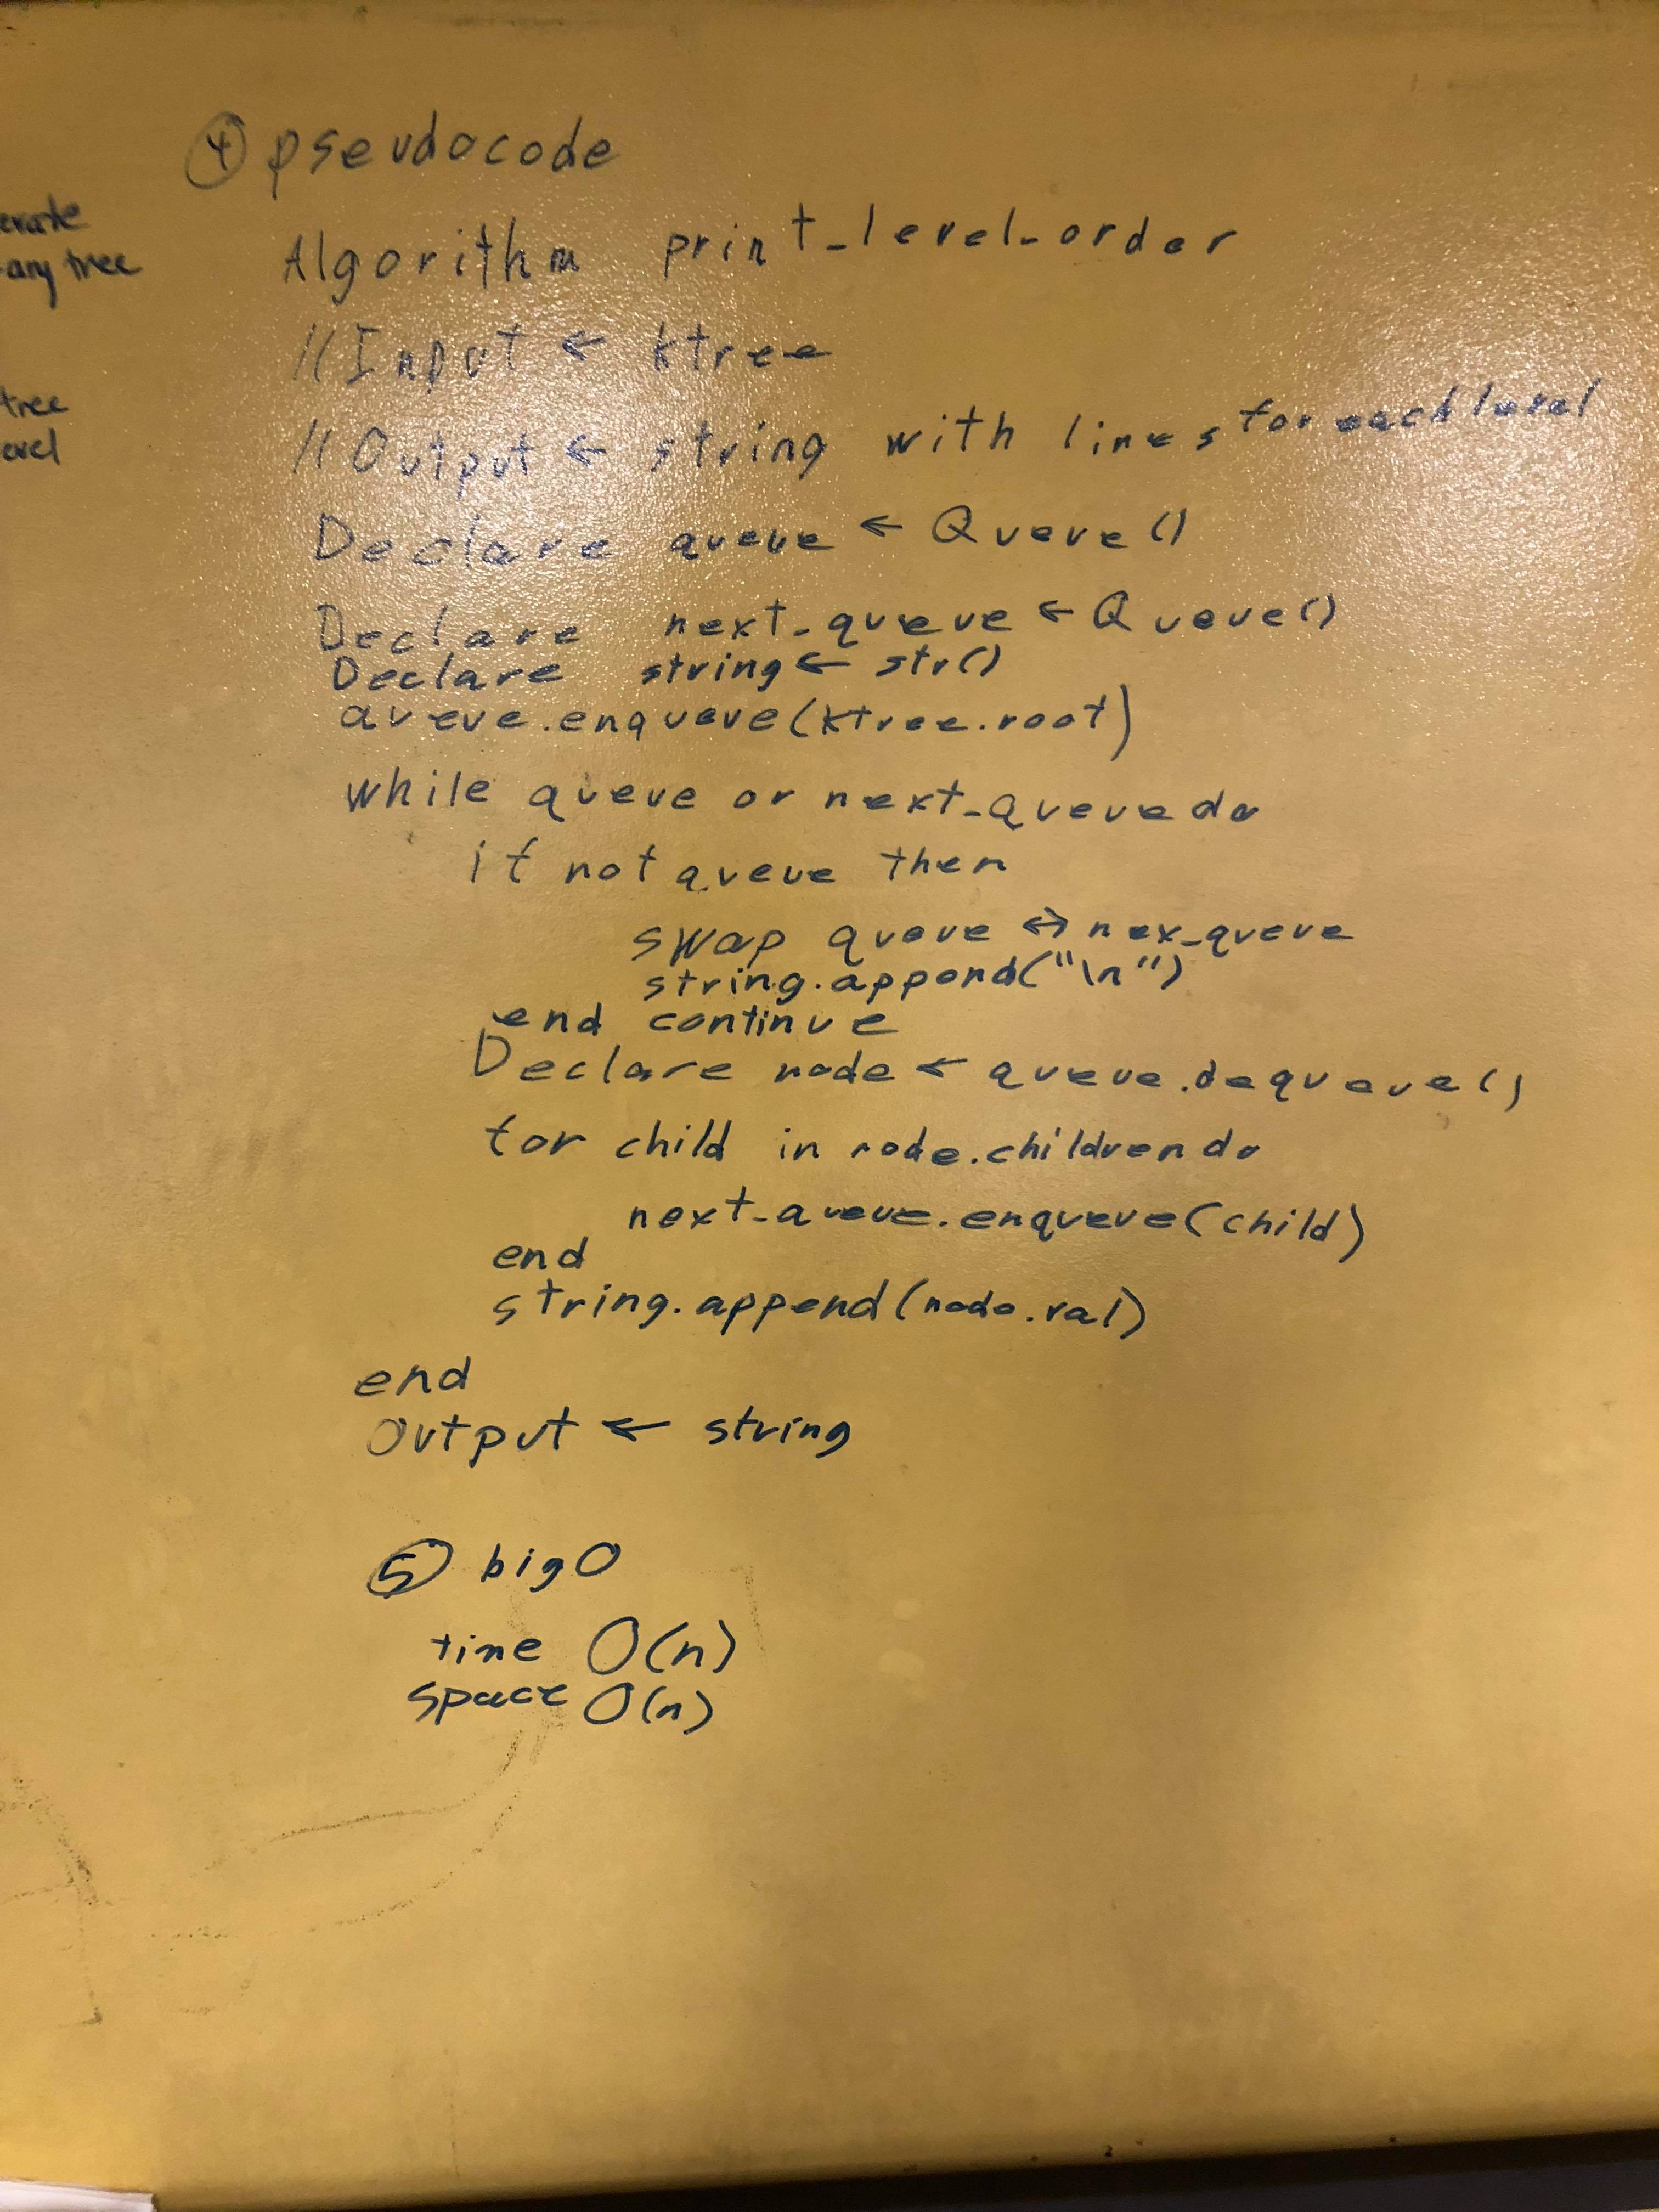 erate
any tree
tree
④ pseudocode
Algorithm print_level_order
//Input ← ktree
//Output ← string with lines for each level
Declare queue ← Queue()
Declare next_queue ← Queue()
Declare string ← str()
queue.enqueue(ktree.root)
while queue or next_queue do
if not queue then
swap queue ↔ nex_queue
string.append("\n")
end continue
Declare node ← queue.dequeue()
for child in node.children do
next_queue.enqueue(child)
end
string.append(node.val)
end
Output ← string
⑤ big O
time O(n)
space O(n)